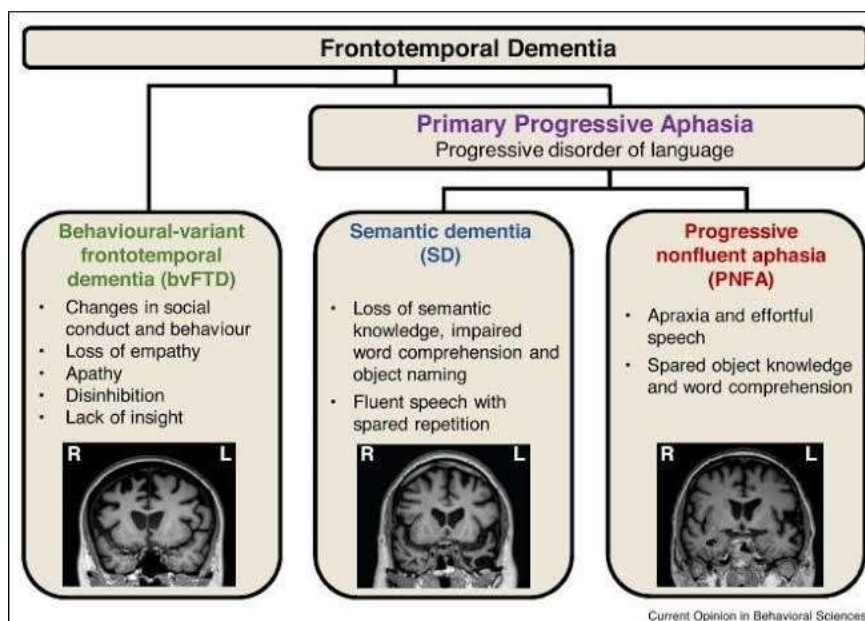 Frontotemporal Dementia
Primary Progressive Aphasia
Progressive disorder of language
Behavioural-variant
frontotemporal
dementia (bvFTD)
• Changes in social
conduct and behaviour
• Loss of empathy
• Apathy
• Disinhibition
• Lack of insight
R L
Semantic dementia
(SD)
• Loss of semantic
knowledge, impaired
word comprehension and
object naming
• Fluent speech with
spared repetition
R L
Progressive
nonfluent aphasia
(PNFA)
• Apraxia and effortful
speech
• Spared object knowledge
and word comprehension
R L
Current Opinion in Behavioral Sciences